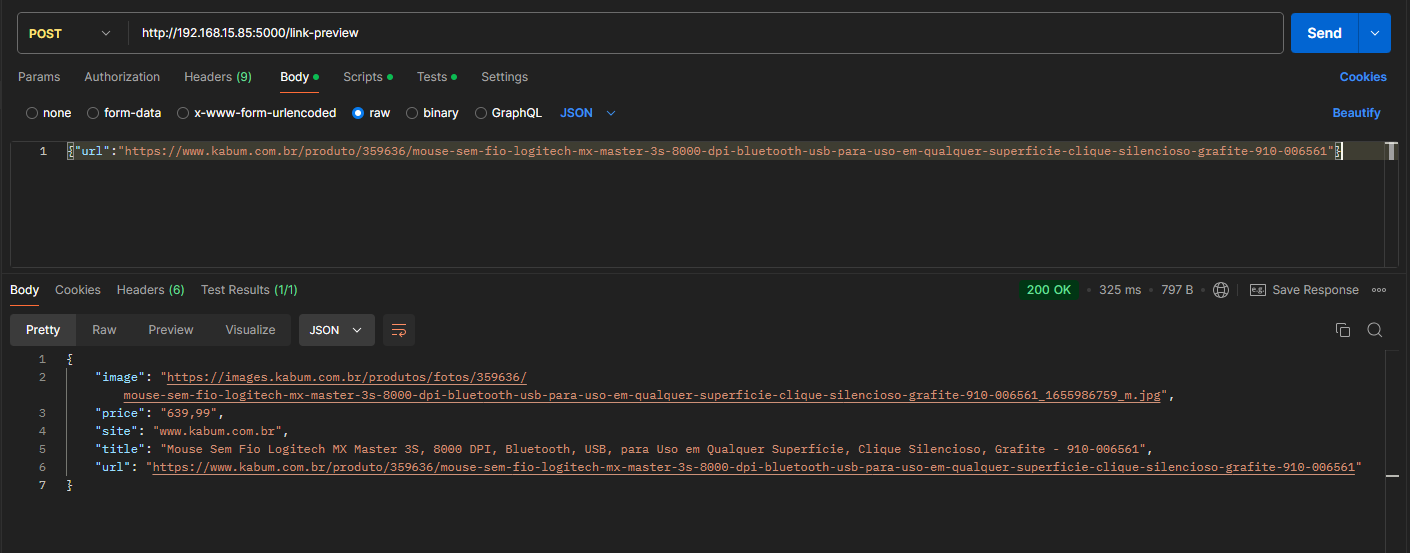 POST http://192.168.15.85:5000/link-preview Send
Params Authorization Headers (9) Body Scripts Tests Settings Cookies
none form-data x-www-form-urlencoded raw binary GraphQL JSON Beautify
1 {"url":"https://www.kabum.com.br/produto/359636/mouse-sem-fio-logitech-mx-master-3s-8000-dpi-bluetooth-usb-para-uso-em-qualquer-superficie-clique-silencioso-grafite-910-006561"}
Body Cookies Headers (6) Test Results (1/1) 200 OK 325 ms 797 B e.g. Save Response
Pretty Raw Preview Visualize JSON
1 {
2 "image": "https://images.kabum.com.br/produtos/fotos/359636/
mouse-sem-fio-logitech-mx-master-3s-8000-dpi-bluetooth-usb-para-uso-em-qualquer-superficie-clique-silencioso-grafite-910-006561_1655986759_m.jpg",
3 "price": "639,99",
4 "site": "www.kabum.com.br",
5 "title": "Mouse Sem Fio Logitech MX Master 3S, 8000 DPI, Bluetooth, USB, para Uso em Qualquer Superfície, Clique Silencioso, Grafite - 910-006561",
6 "url": "https://www.kabum.com.br/produto/359636/mouse-sem-fio-logitech-mx-master-3s-8000-dpi-bluetooth-usb-para-uso-em-qualquer-superficie-clique-silencioso-grafite-910-006561"
7 }